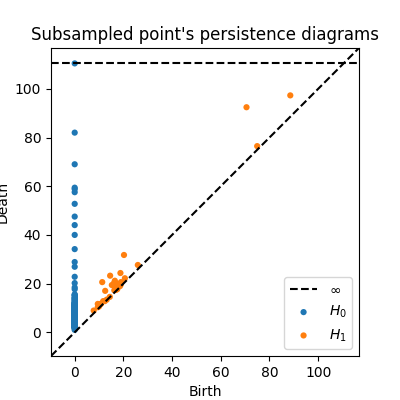 Subsampled point's persistence diagrams
100
80
60
40
20
0
Death
0 20 40 60 80 100
Birth
∞
H₀
H₁